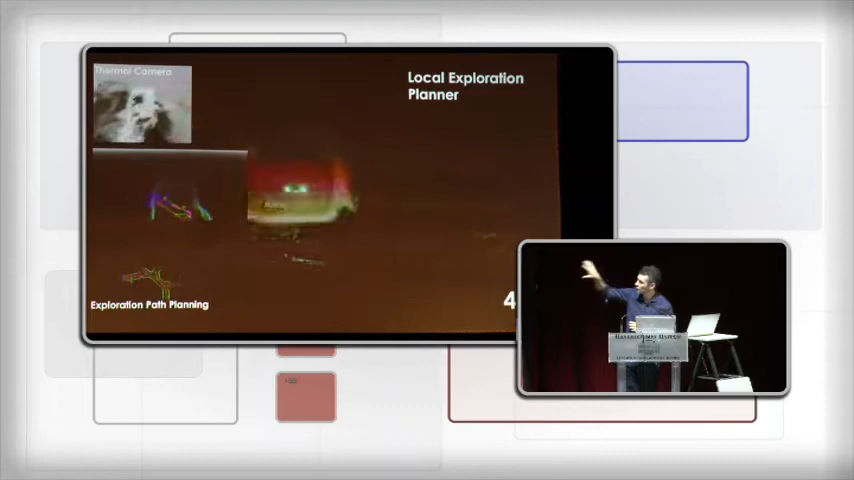 Thermal Camera
Local Exploration
Planner
Exploration Path Planning
4